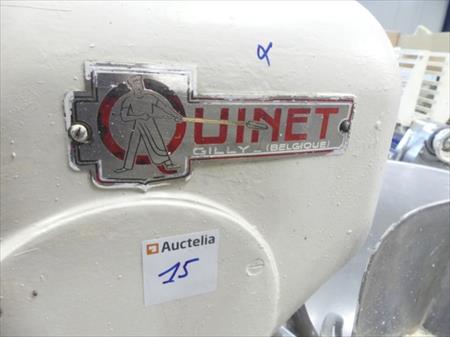 QUINET
GILLY _ (BELGIQUE)
Auctelia
15